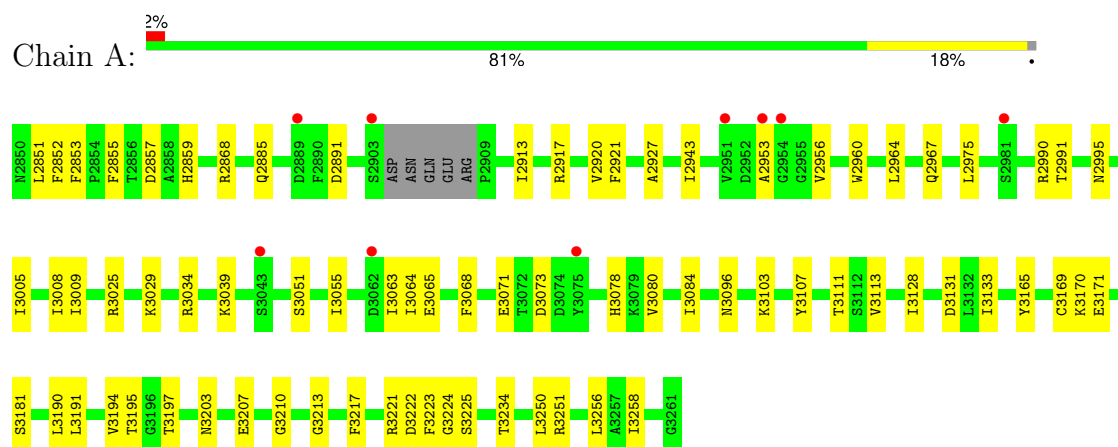 2%
Chain A:
81%
18%
•
N2850 L2851 F2852 F2853 P2854 F2855 T2856 D2857 A2858 H2859 R2868 Q2885 D2889 F2890 D2891 S2903 ASP ASN GLN GLU ARG P2909 I2913 R2917 V2920 F2921 A2927 I2943 V2951 D2952 A2953 G2954 G2955 V2956 W2960 L2964 Q2967 L2975 S2981 R2990 T2991 N2995
I3005 I3008 I3009 R3025 K3029 R3034 K3039 S3043 S3051 I3055 D3062 I3063 I3064 E3065 F3068 E3071 T3072 D3073 D3074 Y3075 H3078 K3079 V3080 I3084 N3096 K3103 Y3107 T3111 S3112 V3113 I3128 D3131 L3132 I3133 Y3165 C3169 K3170 E3171
S3181 L3190 L3191 V3194 T3195 G3196 T3197 N3203 E3207 G3210 G3213 F3217 R3221 D3222 F3223 G3224 S3225 T3234 L3250 R3251 L3256 A3257 I3258 G3261